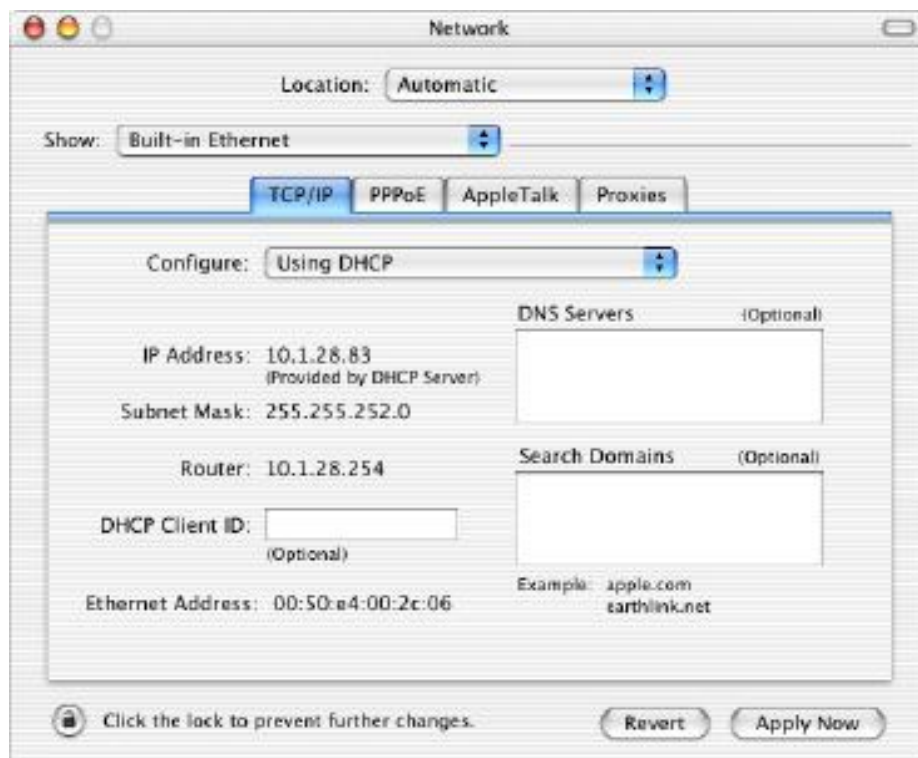 Network
Location: Automatic
Show: Built-in Ethernet
TCP/IP PPPoE AppleTalk Proxies
Configure: Using DHCP
DNS Servers (Optional)
IP Address: 10.1.28.83
(Provided by DHCP Server)
Subnet Mask: 255.255.252.0
Router: 10.1.28.254
Search Domains (Optional)
DHCP Client ID:
(Optional)
Example: apple.com
earthlink.net
Ethernet Address: 00:50:e4:00:2c:06
Click the lock to prevent further changes.
Revert Apply Now